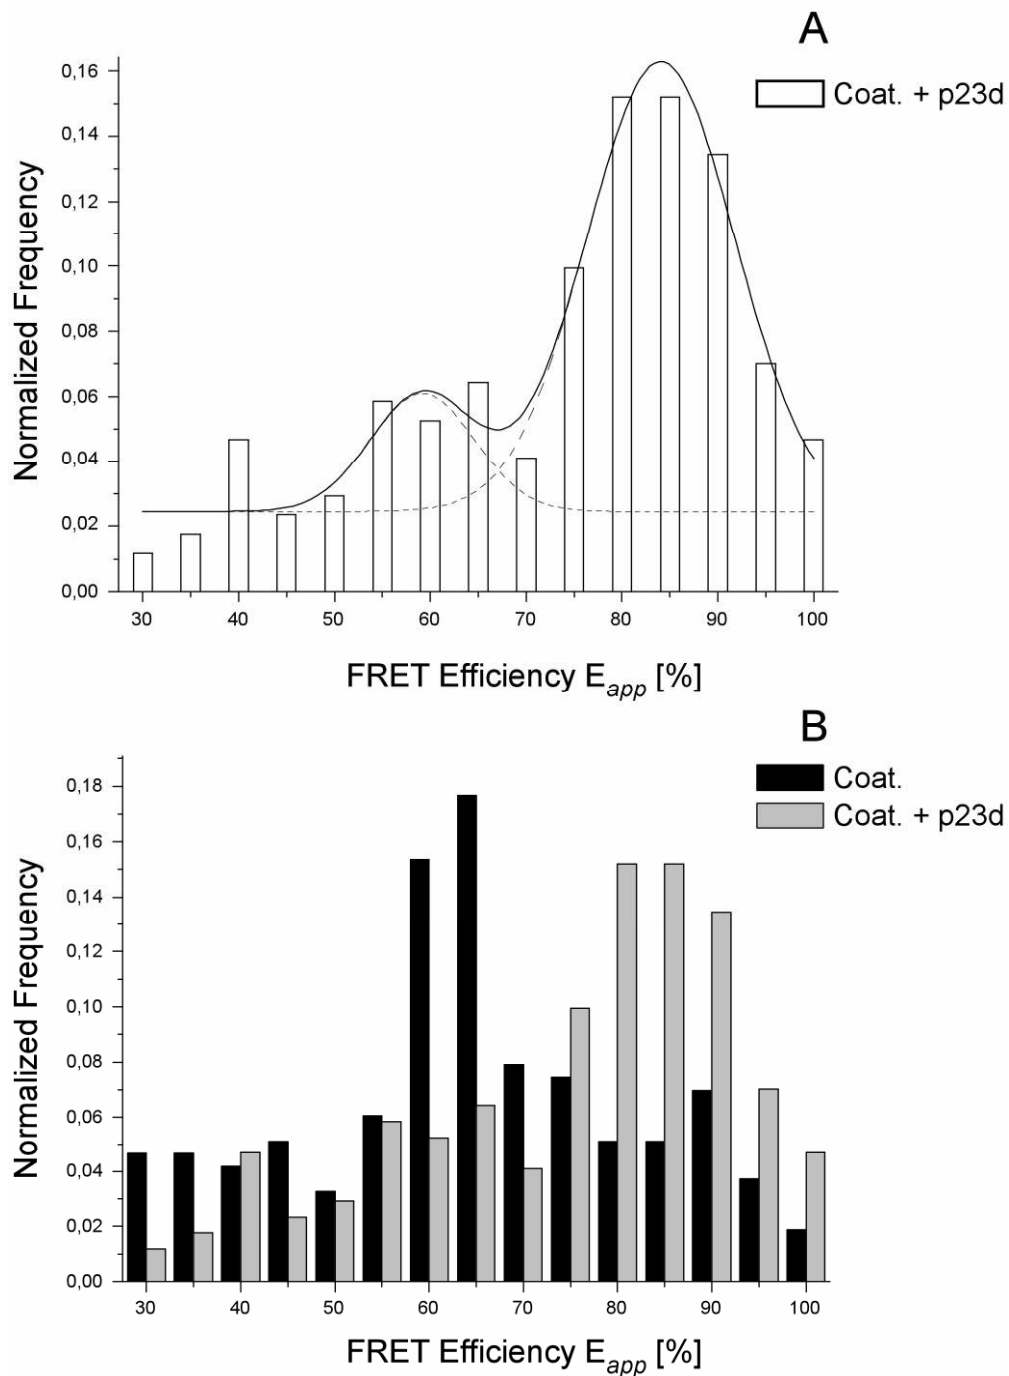 A
Coat. + p23d
Normalized Frequency
0,16
0,14
0,12
0,10
0,08
0,06
0,04
0,02
0,00
30 40 50 60 70 80 90 100
FRET Efficiency E_app [%]
B
Coat.
Coat. + p23d
Normalized Frequency
0,18
0,16
0,14
0,12
0,10
0,08
0,06
0,04
0,02
0,00
30 40 50 60 70 80 90 100
FRET Efficiency E_app [%]